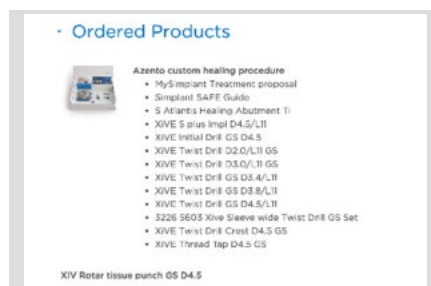 Ordered Products
Azento custom healing procedure
MySimplant Treatment proposal
Simplant SAFE Guide
S Atlantis Healing Abutment Ti
XiVE S plus Impl D4.5/L11
XiVE Initial Drill GS D4.5
XiVE Twist Drill D2.0/L11 GS
XiVE Twist Drill D3.0/L11 GS
XiVE Twist Drill GS D3.4/L11
XiVE Twist Drill GS D3.8/L11
XiVE Twist Drill GS D4.5/L11
3226 5603 Xive Sleeve wide Twist Drill GS Set
XiVE Twist Drill Crest D4.5 GS
XiVE Thread Tap D4.5 GS
XIV Rotar tissue punch GS D4.5